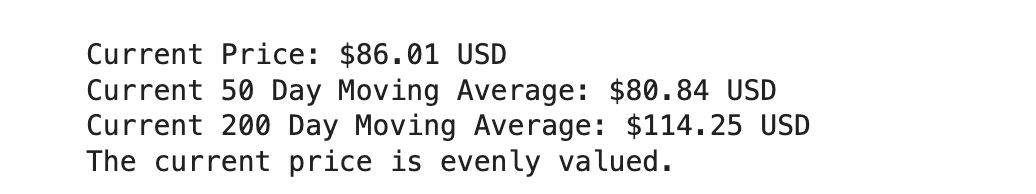 Current Price: $86.01 USD
Current 50 Day Moving Average: $80.84 USD
Current 200 Day Moving Average: $114.25 USD
The current price is evenly valued.